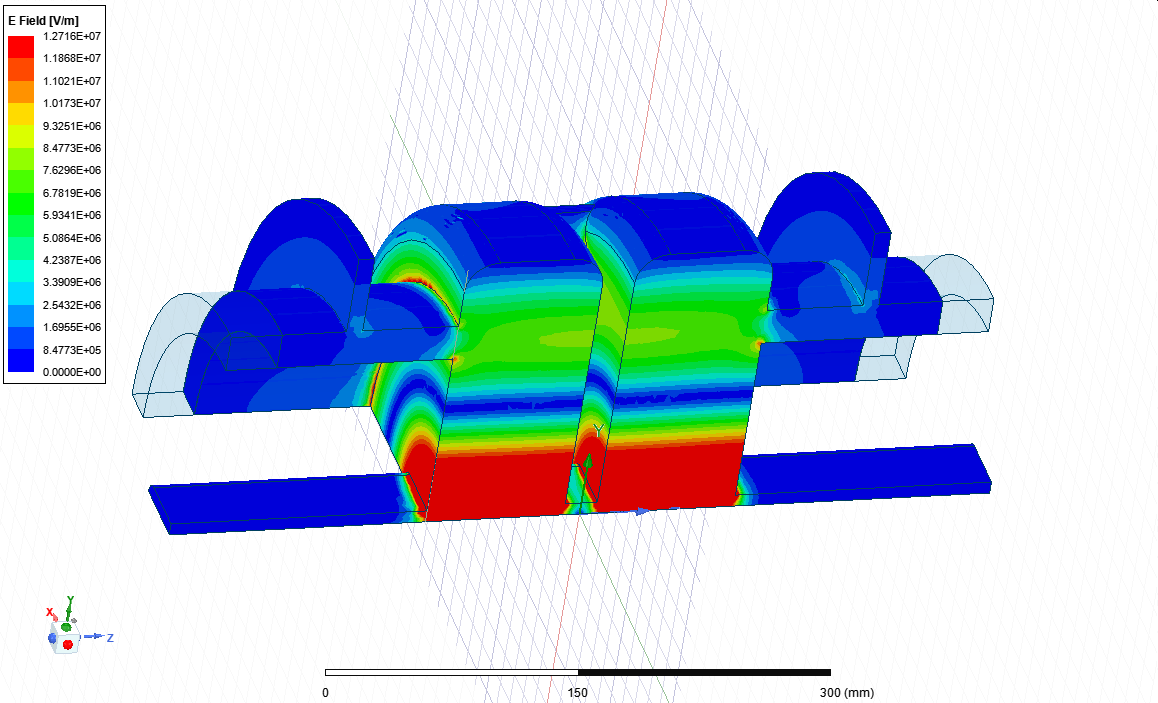 E Field [V/m]
1.2716E+07
1.1868E+07
1.1021E+07
1.0173E+07
9.3251E+06
8.4773E+06
7.6296E+06
6.7819E+06
5.9341E+06
5.0864E+06
4.2387E+06
3.3909E+06
2.5432E+06
1.6955E+06
8.4773E+05
0.0000E+00
Y
X
Y
Z
0
150
300 (mm)